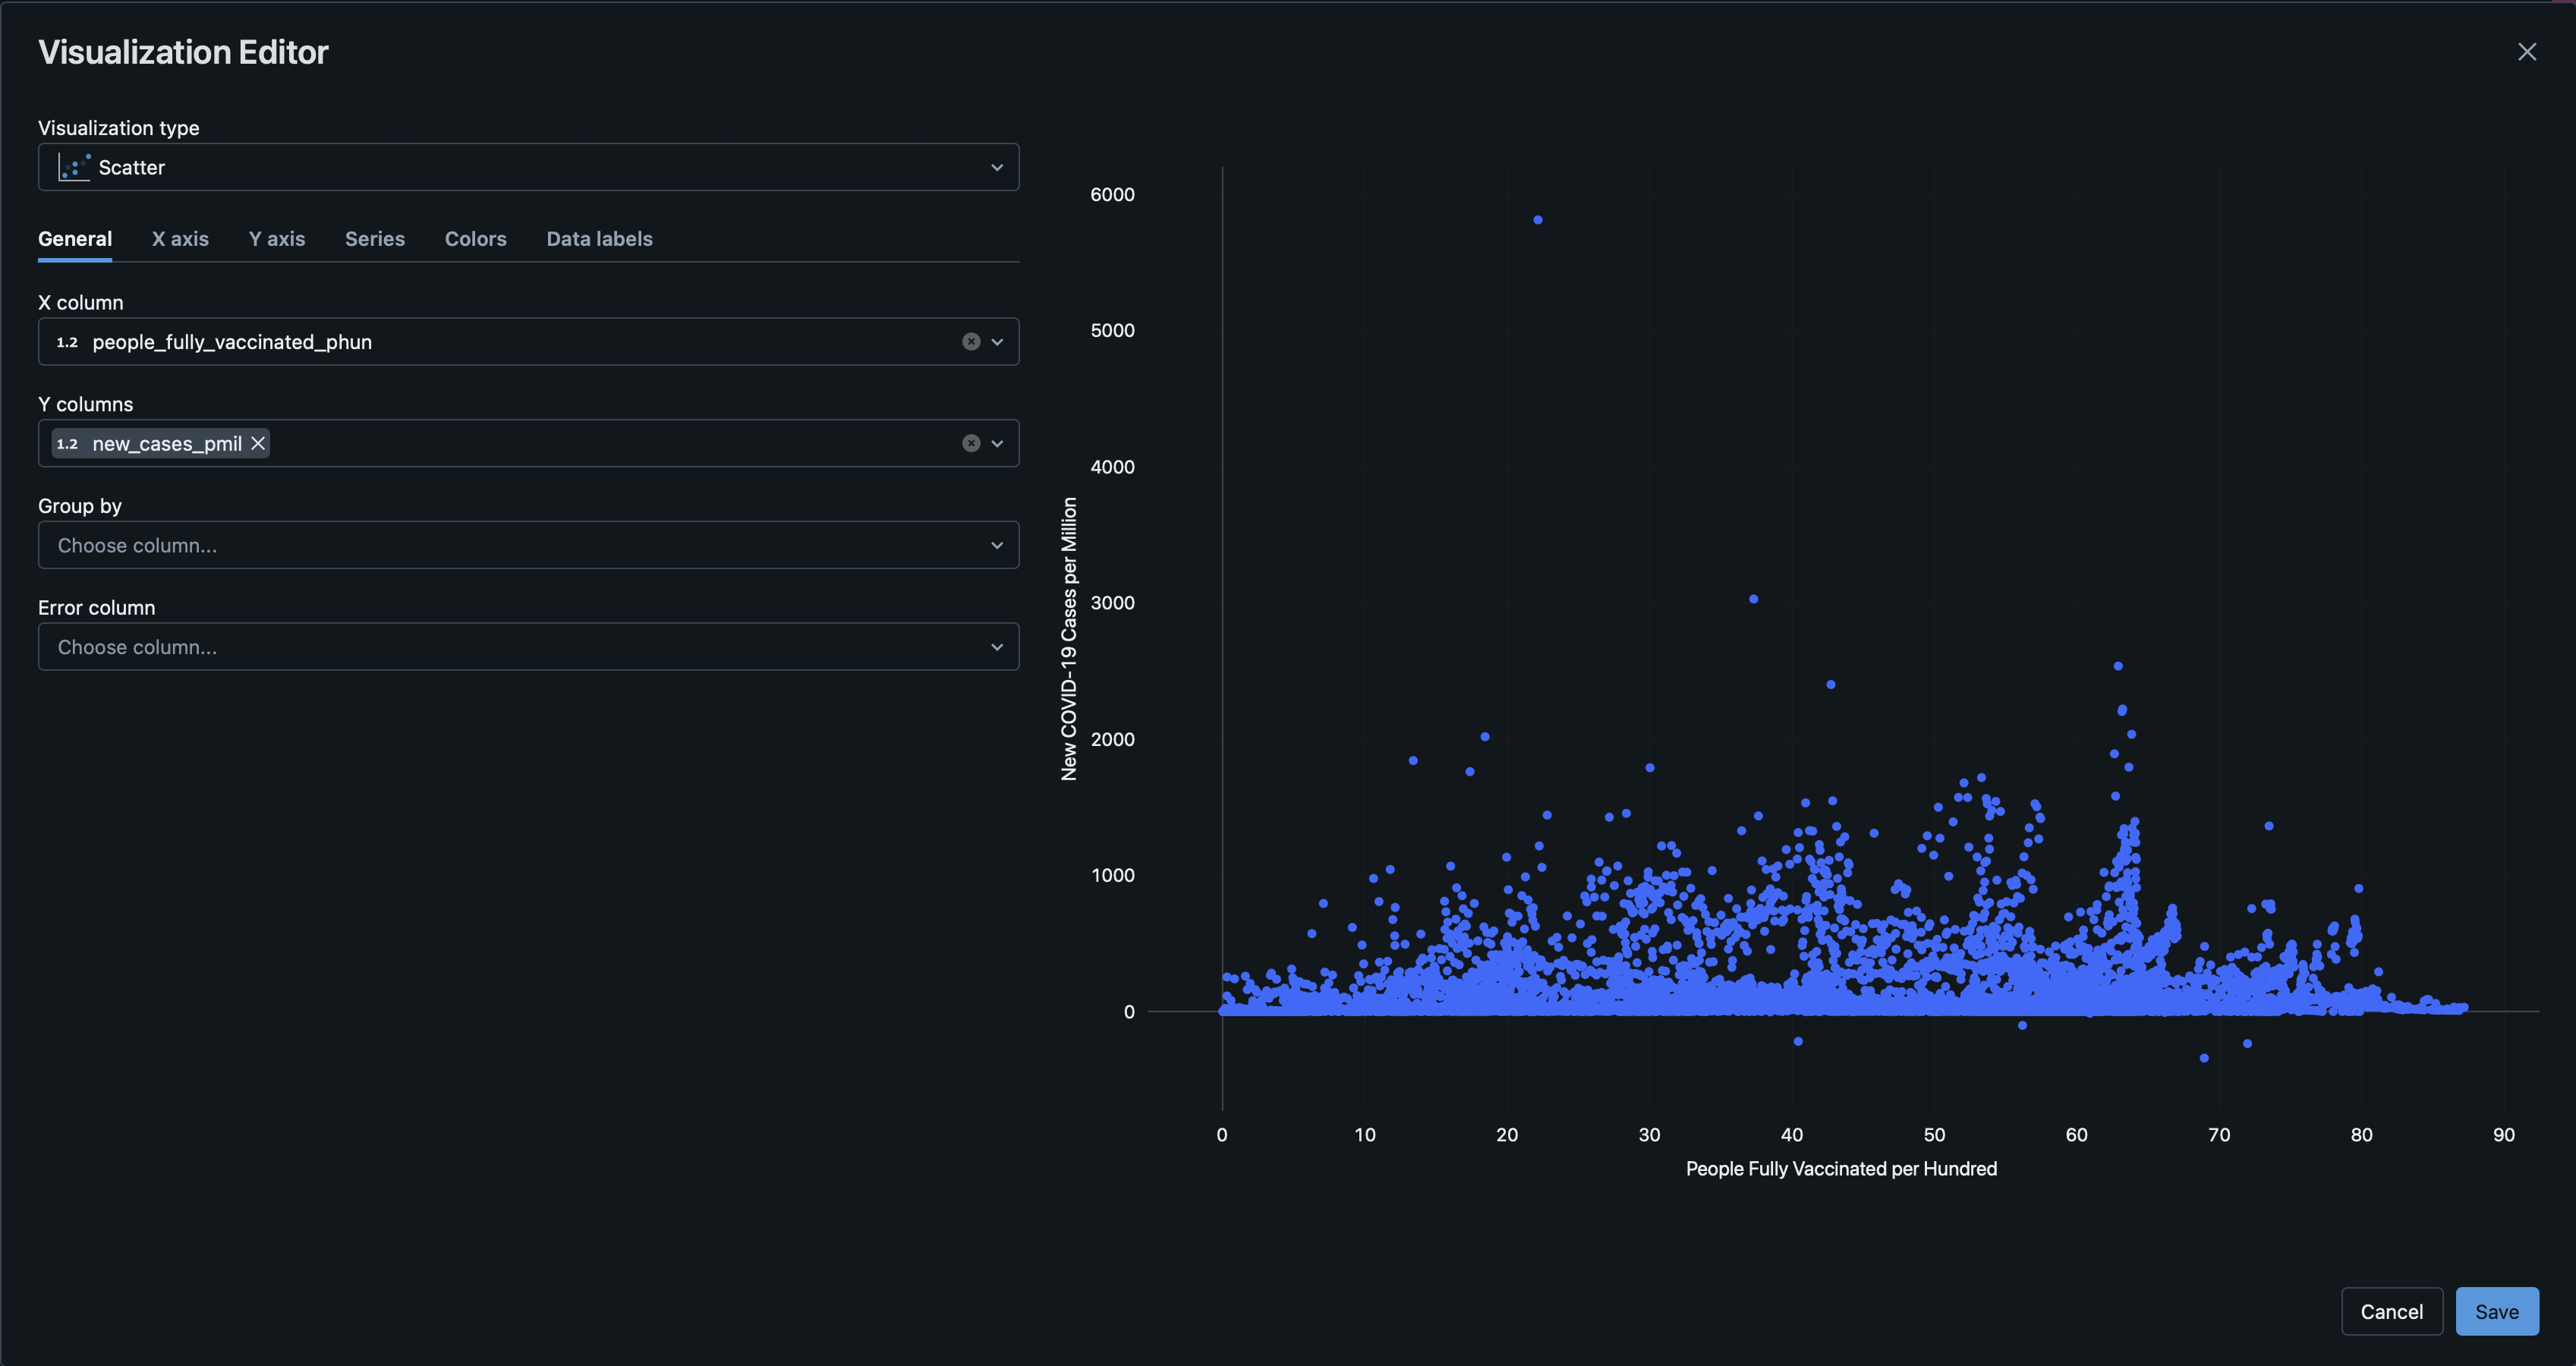 Visualization Editor
Visualization type
Scatter
General X axis Y axis Series Colors Data labels
X column
1.2 people_fully_vaccinated_phun
Y columns
1.2 new_cases_pmil
Group by
Choose column...
Error column
Choose column...
New COVID-19 Cases per Million
6000
5000
4000
3000
2000
1000
0
0 10 20 30 40 50 60 70 80 90
People Fully Vaccinated per Hundred
Cancel Save